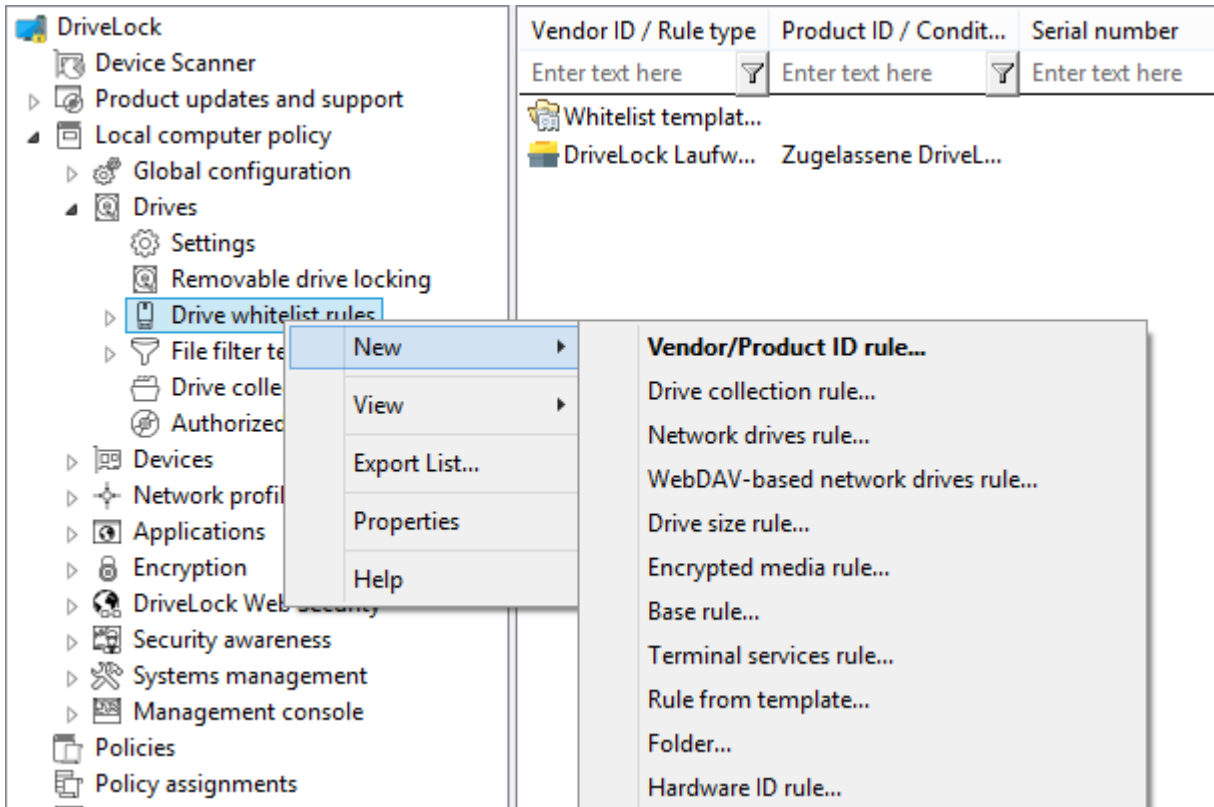 DriveLock
Device Scanner
Product updates and support
Local computer policy
Global configuration
Drives
Settings
Removable drive locking
Drive whitelist rules
File filter te
Drive colle
Authorized
Devices
Network profil
Applications
Encryption
DriveLock Web Security
Security awareness
Systems management
Management console
Policies
Policy assignments
Vendor ID / Rule type Product ID / Condit... Serial number
Enter text here Enter text here Enter text here
Whitelist templat...
DriveLock Laufw... Zugelassene DriveL...
New
View
Export List...
Properties
Help
Vendor/Product ID rule...
Drive collection rule...
Network drives rule...
WebDAV-based network drives rule...
Drive size rule...
Encrypted media rule...
Base rule...
Terminal services rule...
Rule from template...
Folder...
Hardware ID rule...